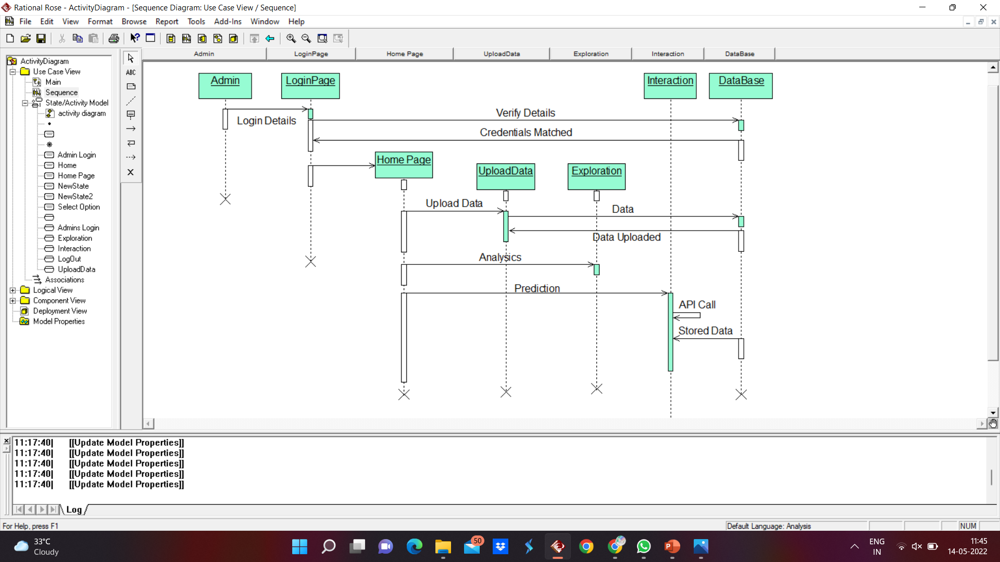 Rational Rose - ActivityDiagram - [Sequence Diagram: Use Case View / Sequence]
File Edit View Format Browse Report Tools Add-Ins Window Help
Admin LoginPage Home Page UploadData Exploration Interaction DataBase
ActivityDiagram
Use Case View
Main
Sequence
State/Activity Model
activity diagram
Admin Login
Home
Home Page
NewState
NewState2
Select Option
Admins Login
Exploration
Interaction
LogOut
UploadData
Associations
Logical View
Component View
Deployment View
Model Properties
ABC
Admin LoginPage Interaction DataBase
Login Details
Verify Details
Credentials Matched
Home Page
UploadData Exploration
Upload Data
Data
Data Uploaded
Analysics
Prediction
API Call
Stored Data
11:17:40| [[Update Model Properties]]
11:17:40| [[Update Model Properties]]
11:17:40| [[Update Model Properties]]
11:17:40| [[Update Model Properties]]
11:17:40| [[Update Model Properties]]
Log
For Help, press F1
Default Language: Analysis
NUM
33°C
Cloudy
50
ENG
IN
11:45
14-05-2022